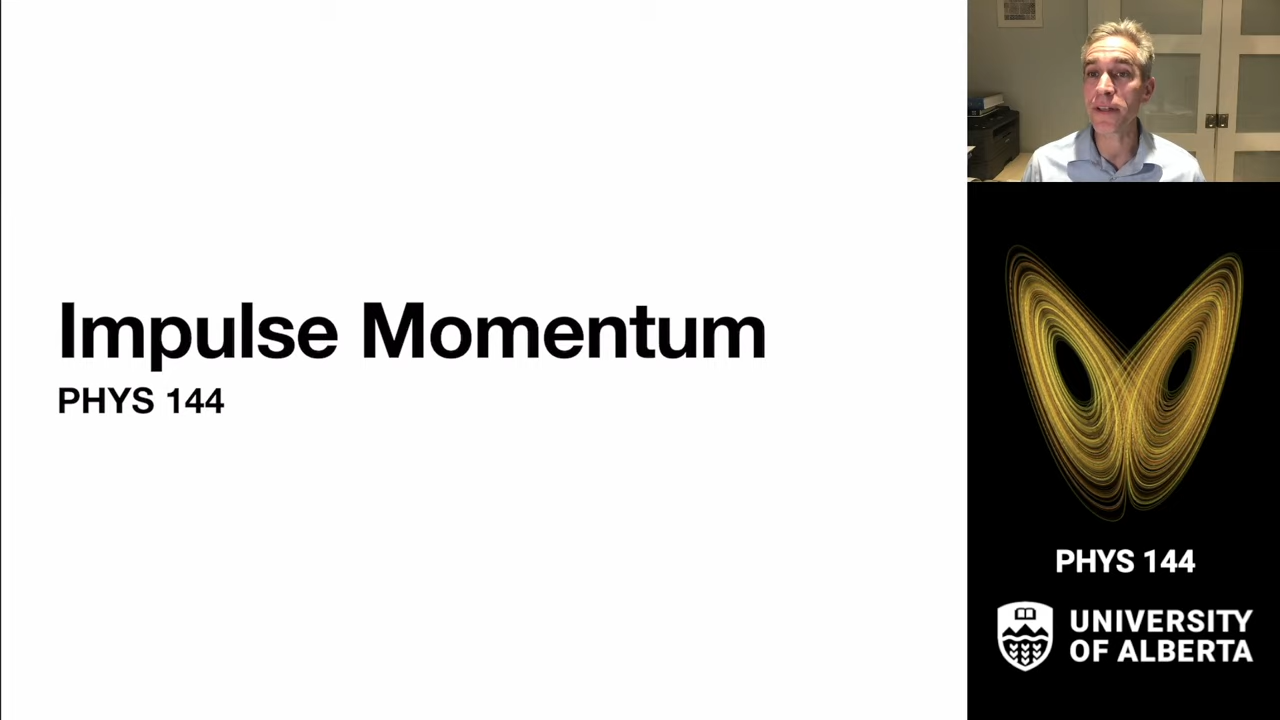 Impulse Momentum
PHYS 144
PHYS 144
UNIVERSITY
OF ALBERTA